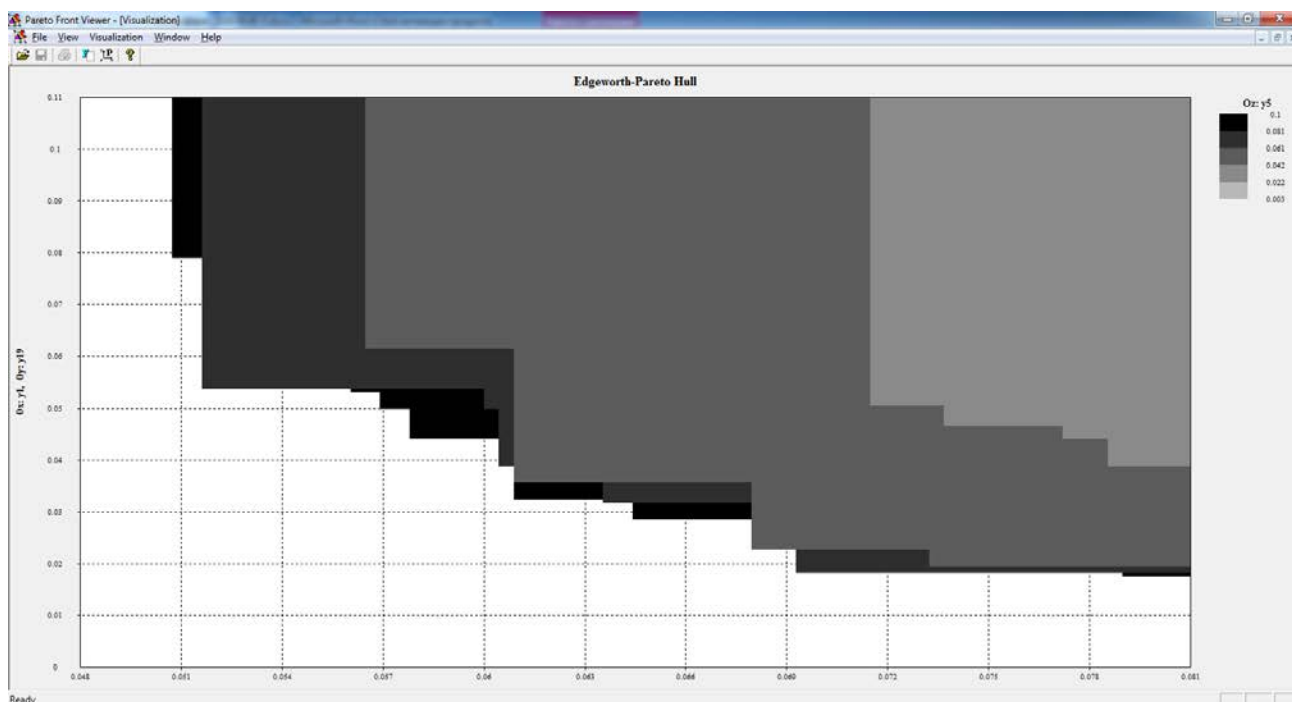 Pareto Front Viewer - [Visualization]
File View Visualization Window Help
Edgeworth-Pareto Hull
Oz: y5
0.1
0.081
0.061
0.042
0.022
0.003
0.11
0.1
0.09
0.08
0.07
0.06
0.05
0.04
0.03
0.02
0.01
0
Ox: y1, Oy: y19
0.048 0.051 0.054 0.057 0.06 0.063 0.066 0.069 0.072 0.075 0.078 0.081
Ready